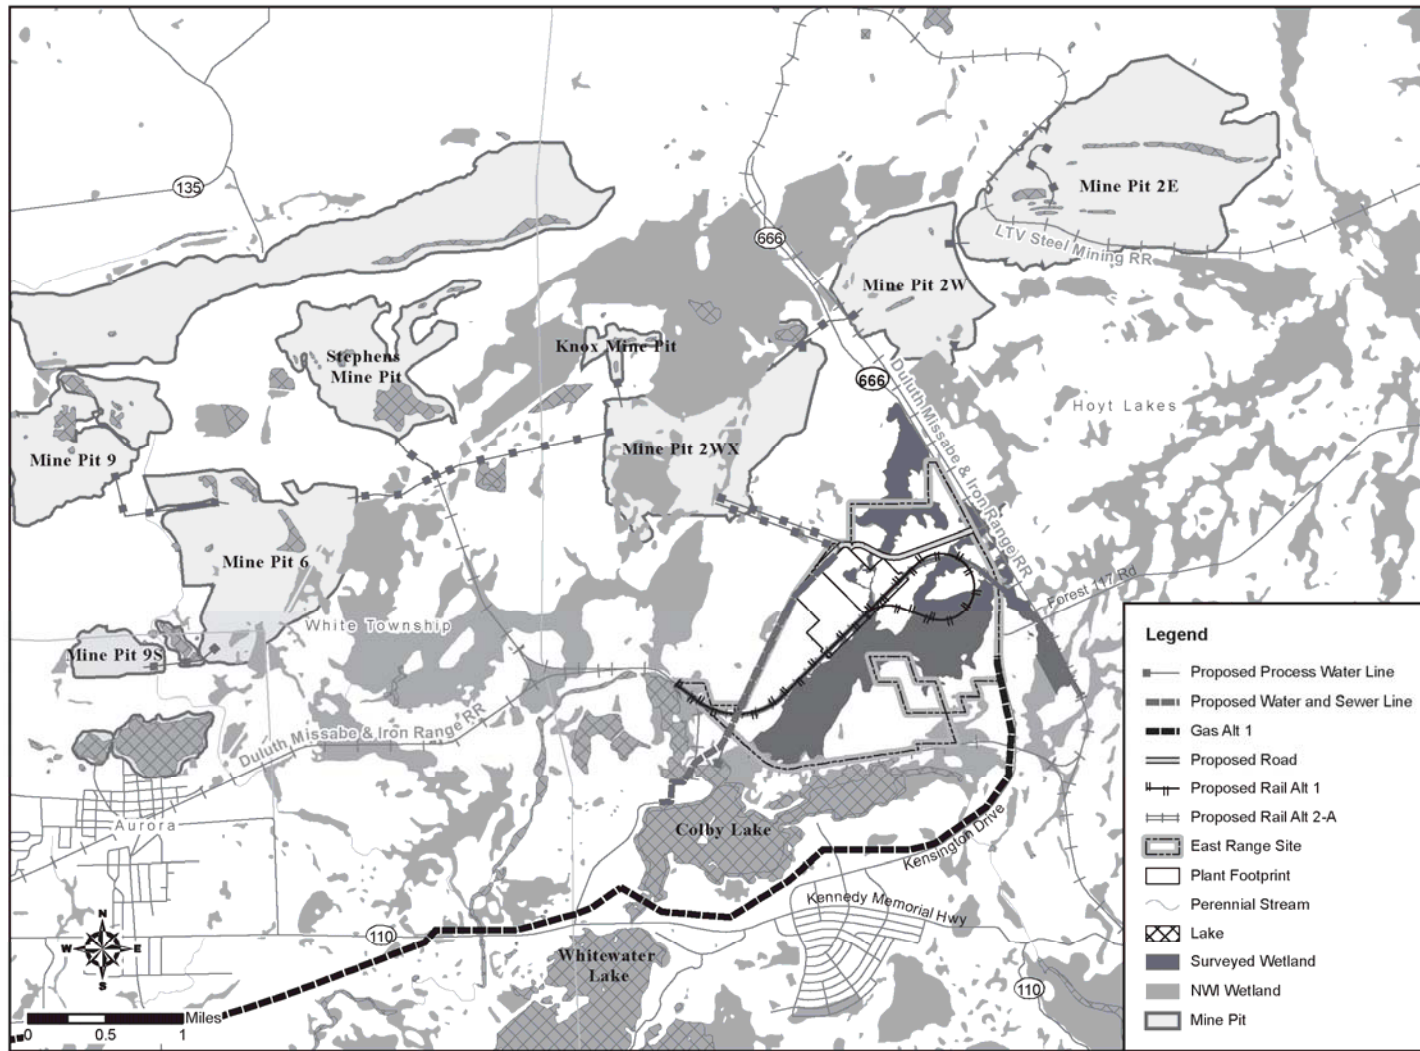 135
666
Mine Pit 2E
LTV Steel Mining RR
Mine Pit 2W
Stephens
Mine Pit
Knox Mine Pit
666
Duluth Missabe & Iron Range RR
Hoyt Lakes
Mine Pit 9
Mine Pit 2WX
Mine Pit 6
Forest 117 Rd
White Township
Mine Pit 9S
Duluth Missabe & Iron Range RR
Aurora
Colby Lake
Kensington Drive
Kennedy Memorial Hwy
110
Whitewater
Lake
110
N
W
E
S
Miles
0
0.5
1
Legend
Proposed Process Water Line
Proposed Water and Sewer Line
Gas Alt 1
Proposed Road
Proposed Rail Alt 1
Proposed Rail Alt 2-A
East Range Site
Plant Footprint
Perennial Stream
Lake
Surveyed Wetland
NWI Wetland
Mine Pit